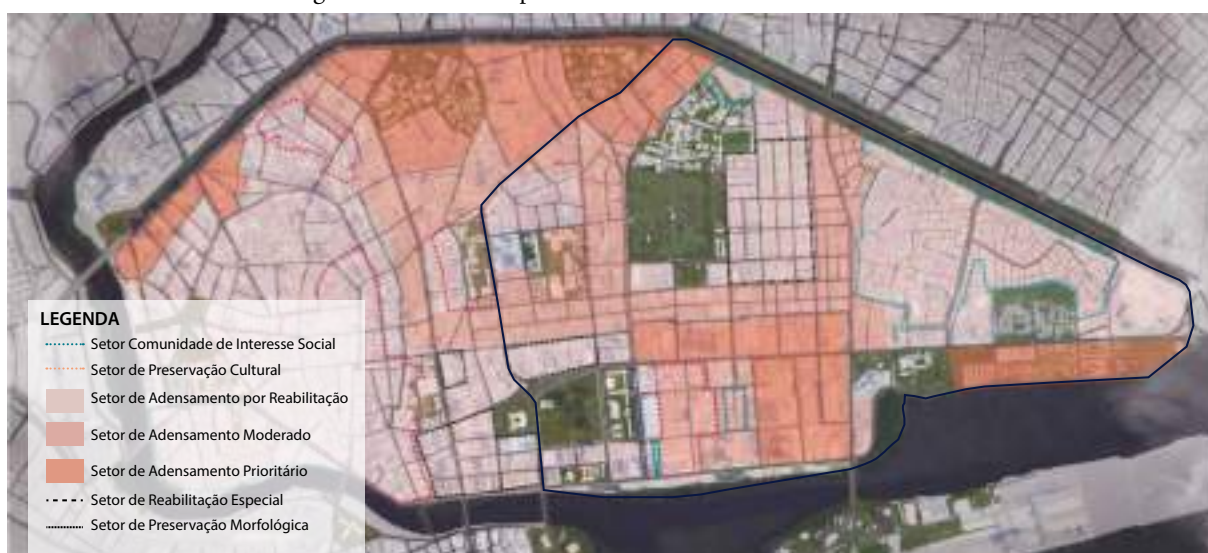 LEGENDA
Setor Comunidade de Interesse Social
Setor de Preservação Cultural
Setor de Adensamento por Reabilitação
Setor de Adensamento Moderado
Setor de Adensamento Prioritário
Setor de Reabilitação Especial
Setor de Preservação Morfológica